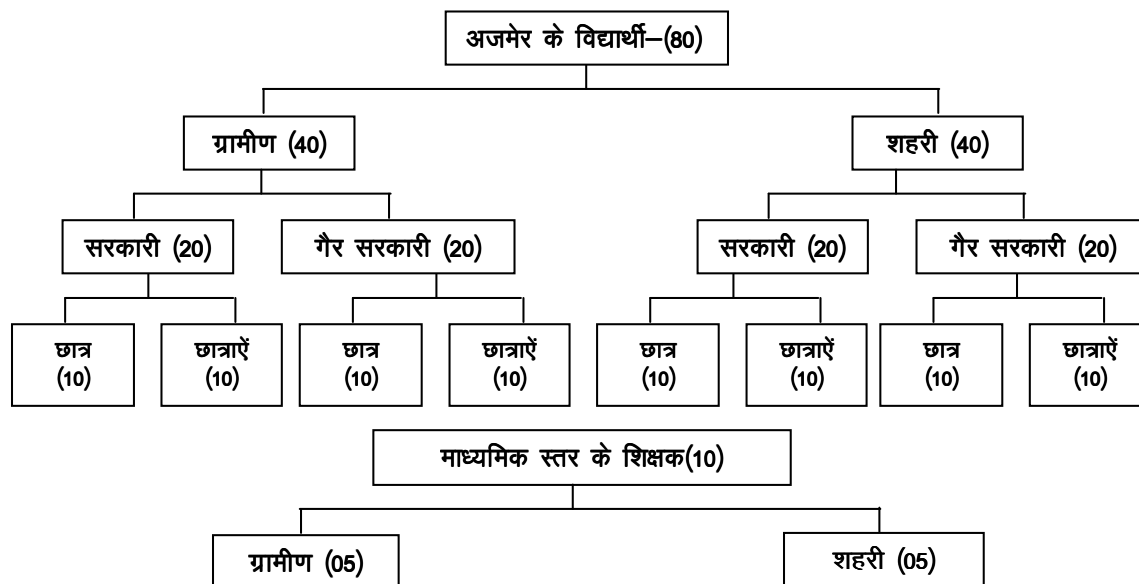 अजमेर के विद्यार्थी–(80)
ग्रामीण (40) शहरी (40)
सरकारी (20) गैर सरकारी (20) सरकारी (20) गैर सरकारी (20)
छात्र छात्राऐं छात्र छात्राऐं छात्र छात्राऐं छात्र छात्राऐं
(10) (10) (10) (10) (10) (10) (10) (10)
माध्यमिक स्तर के शिक्षक(10)
ग्रामीण (05) शहरी (05)